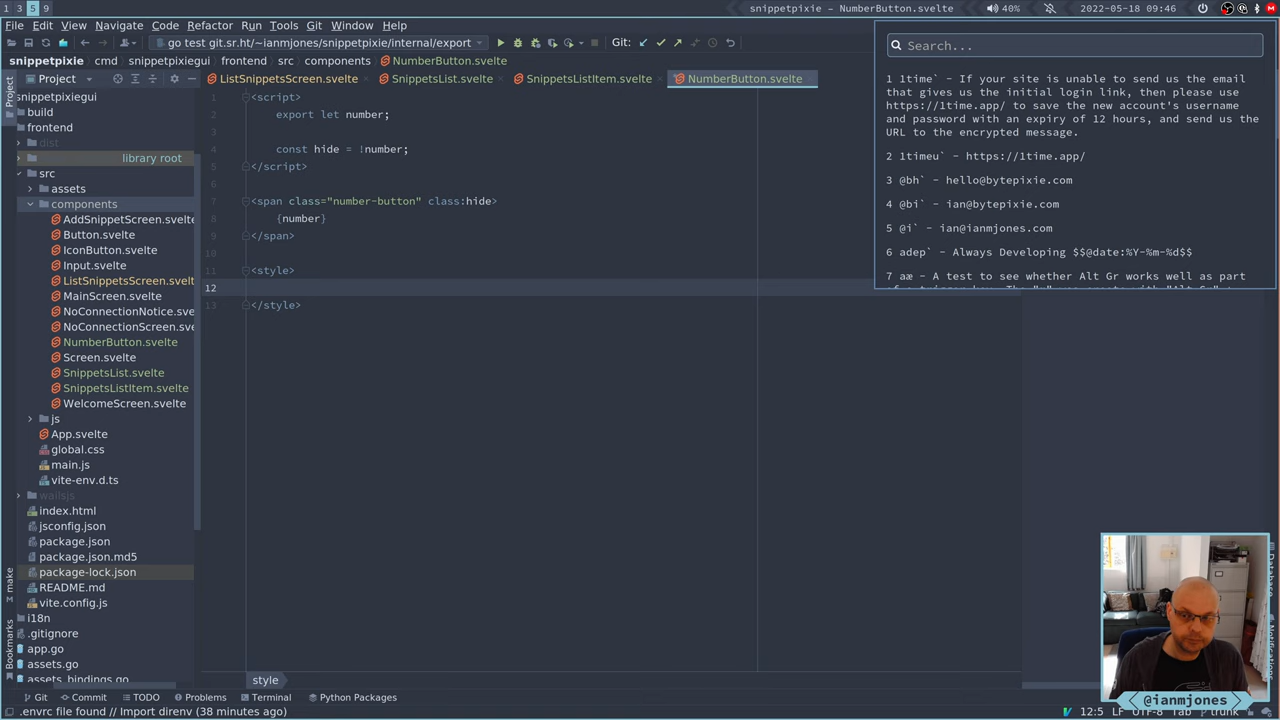 1 3 5 9
snippetpixie – NumberButton.svelte
40%
2022-05-18 09:46
File Edit View Navigate Code Refactor Run Tools Git Window Help
go test git.sr.ht/~ianmjones/snippetpixie/internal/export
Git:
snippetpixie cmd snippetpixiegui frontend src components NumberButton.svelte
Project
Project
ListSnippetsScreen.svelte
SnippetsList.svelte
SnippetsListItem.svelte
NumberButton.svelte
snippetpixiegui
build
frontend
dist
library root
src
assets
components
AddSnippetScreen.svelte
Button.svelte
IconButton.svelte
Input.svelte
ListSnippetsScreen.svelt
MainScreen.svelte
NoConnectionNotice.sve
NoConnectionScreen.sve
NumberButton.svelte
Screen.svelte
SnippetsList.svelte
SnippetsListItem.svelte
WelcomeScreen.svelte
js
App.svelte
global.css
main.js
vite-env.d.ts
wailsjs
index.html
jsconfig.json
package.json
package.json.md5
package-lock.json
README.md
vite.config.js
i18n
.gitignore
app.go
assets.go
assets_bindings.go
make
Bookmarks
1 <script>
2 export let number;
3
4 const hide = !number;
5 </script>
6
7 <span class="number-button" class:hide>
8 {number}
9 </span>
10
11 <style>
12
13 </style>
Search...
1 1time` - If your site is unable to send us the email
that gives us the initial login link, then please use
https://1time.app/ to save the new account's username
and password with an expiry of 12 hours, and send us the
URL to the encrypted message.
2 1timeu` - https://1time.app/
3 @bh` - hello@bytepixie.com
4 @bi` - ian@bytepixie.com
5 @i` - ian@ianmjones.com
6 adep` - Always Developing $$@date:%Y-%m-%d$$
7 aæ - A test to see whether Alt Gr works well as part
Database
Notifications
@ianmjones
style
Git Commit TODO Problems Terminal Python Packages
.envrc file found // Import direnv (38 minutes ago)
12:5 LF UTF-8 Tab trunk